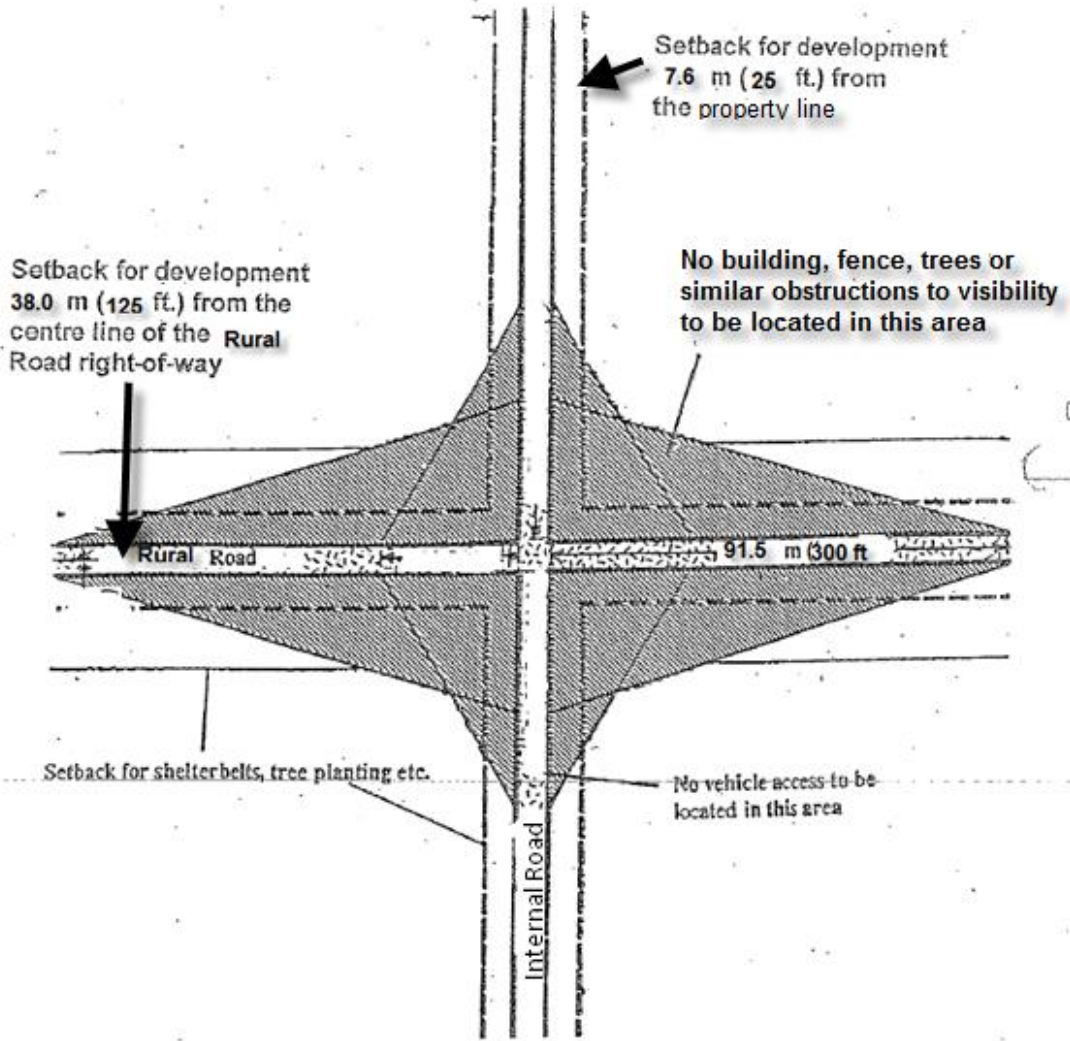 Setback for development
7.6 m (25 ft.) from
the property line
Setback for development
38.0 m (125 ft.) from the
centre line of the Rural
Road right-of-way
No building, fence, trees or
similar obstructions to visibility
to be located in this area
Rural Road
91.5 m (300 ft
Setback for shelterbelts, tree planting etc.
No vehicle access to be
located in this area
Internal Road